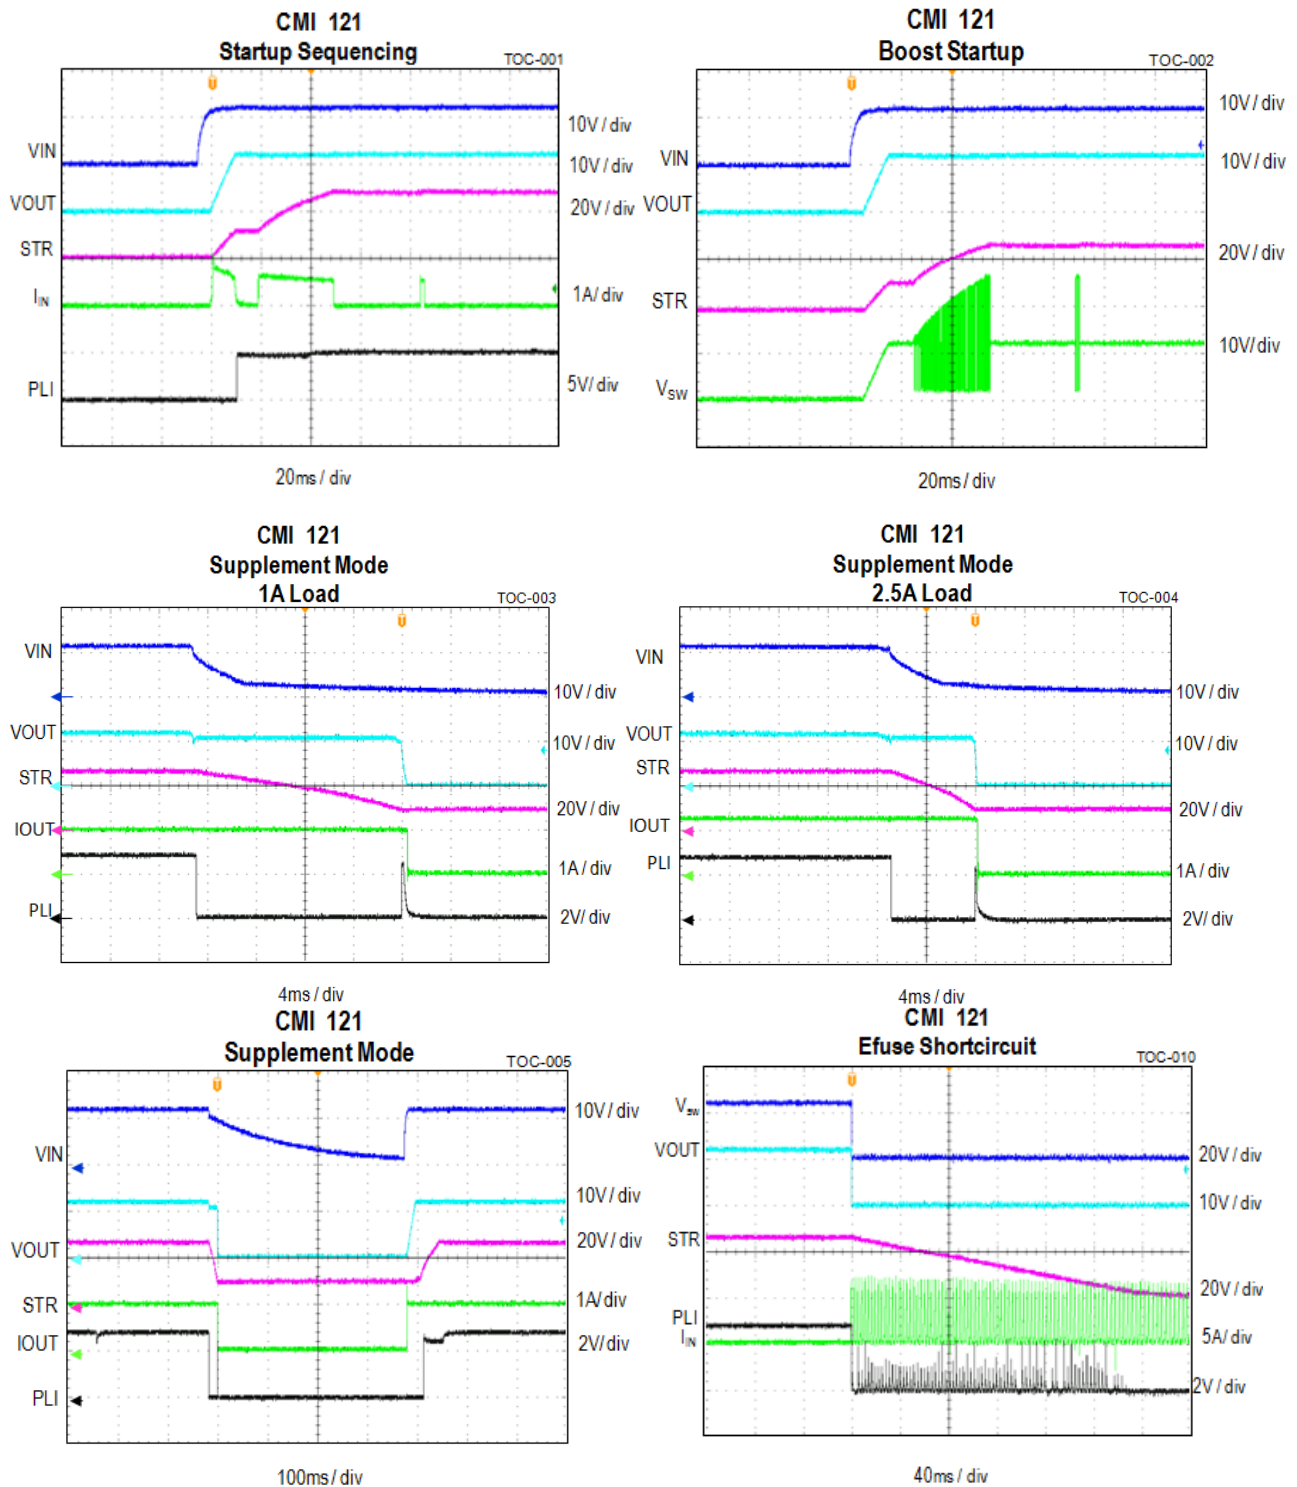 CMI 121
Startup Sequencing
TOC-001
VIN
10V / div
10V / div
VOUT
20V / div
STR
I_IN
1A/ div
PLI
5V/ div
20ms / div
CMI 121
Boost Startup
TOC-002
10V / div
VIN
10V / div
VOUT
20V / div
STR
10V/ div
V_SW
20ms / div
CMI 121
Supplement Mode
1A Load
TOC-003
VIN
10V / div
VOUT
10V / div
STR
20V / div
IOUT
1A / div
PLI
2V/ div
4ms / div
CMI 121
Supplement Mode
2.5A Load
TOC-004
VIN
10V / div
VOUT
10V / div
STR
20V / div
IOUT
PLI
1A / div
2V/ div
4ms / div
CMI 121
Supplement Mode
TOC-005
10V / div
VIN
10V / div
VOUT
20V / div
STR
1A/div
IOUT
2V/div
PLI
100ms / div
CMI 121
Efuse Shortcircuit
TOC-010
V_sw
VOUT
20V / div
10V / div
STR
20V / div
PLI
I_IN
5A/ div
2V / div
40ms / div